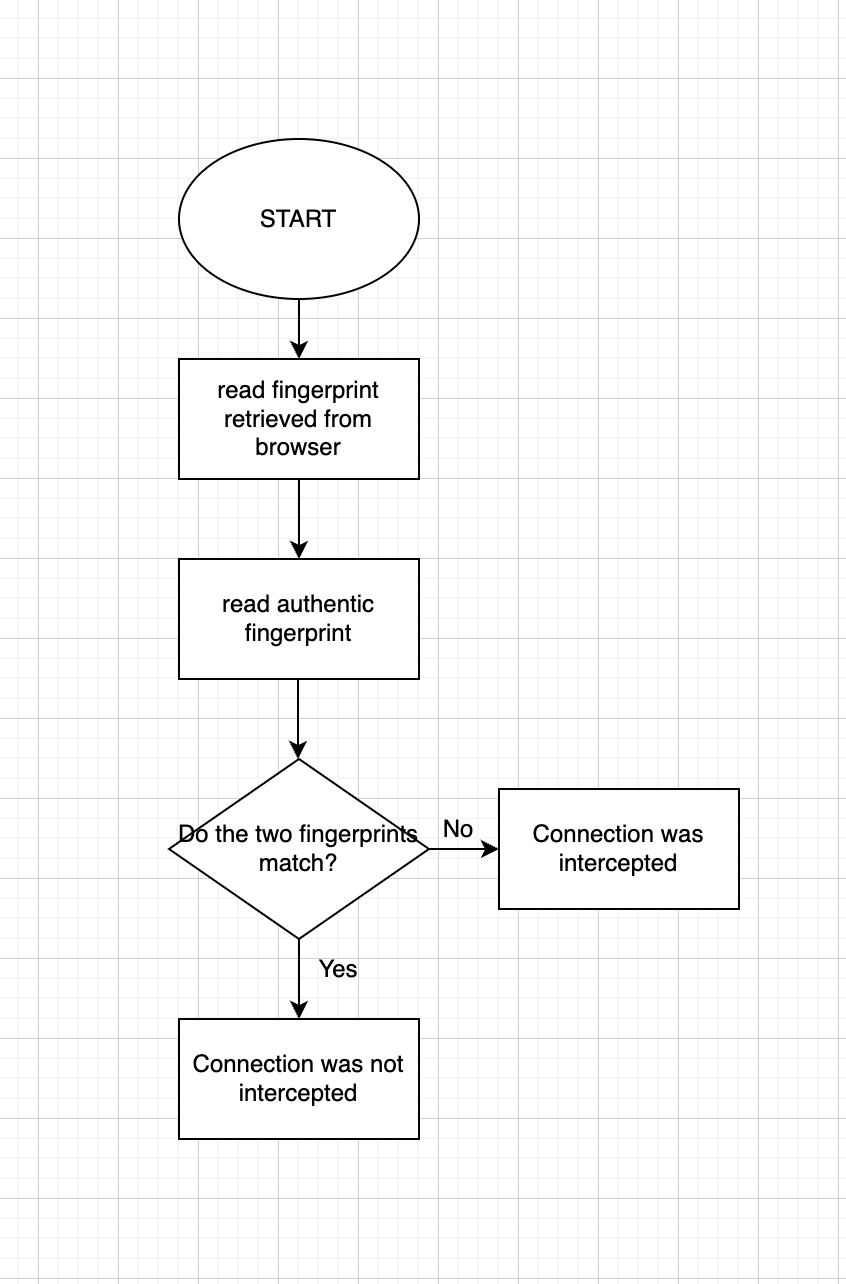 START
read fingerprint
retrieved from
browser
read authentic
fingerprint
Do the two fingerprints
match?
No
Connection was
intercepted
Yes
Connection was not
intercepted